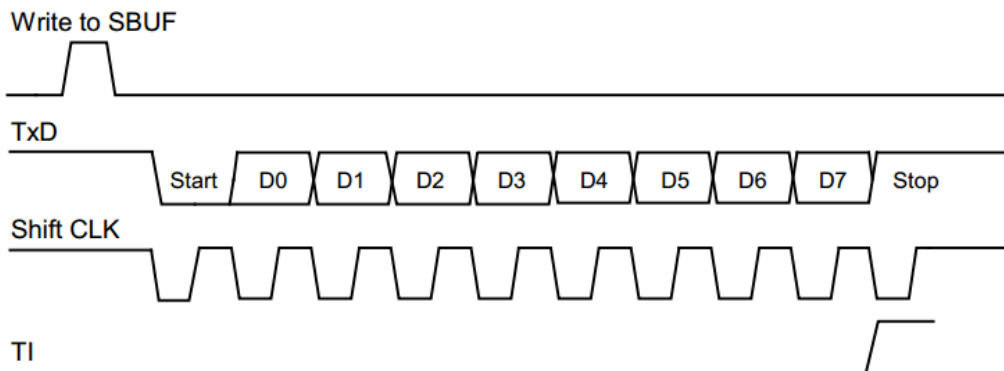 Write to SBUF
TxD
Start D0 D1 D2 D3 D4 D5 D6 D7 Stop
Shift CLK
TI